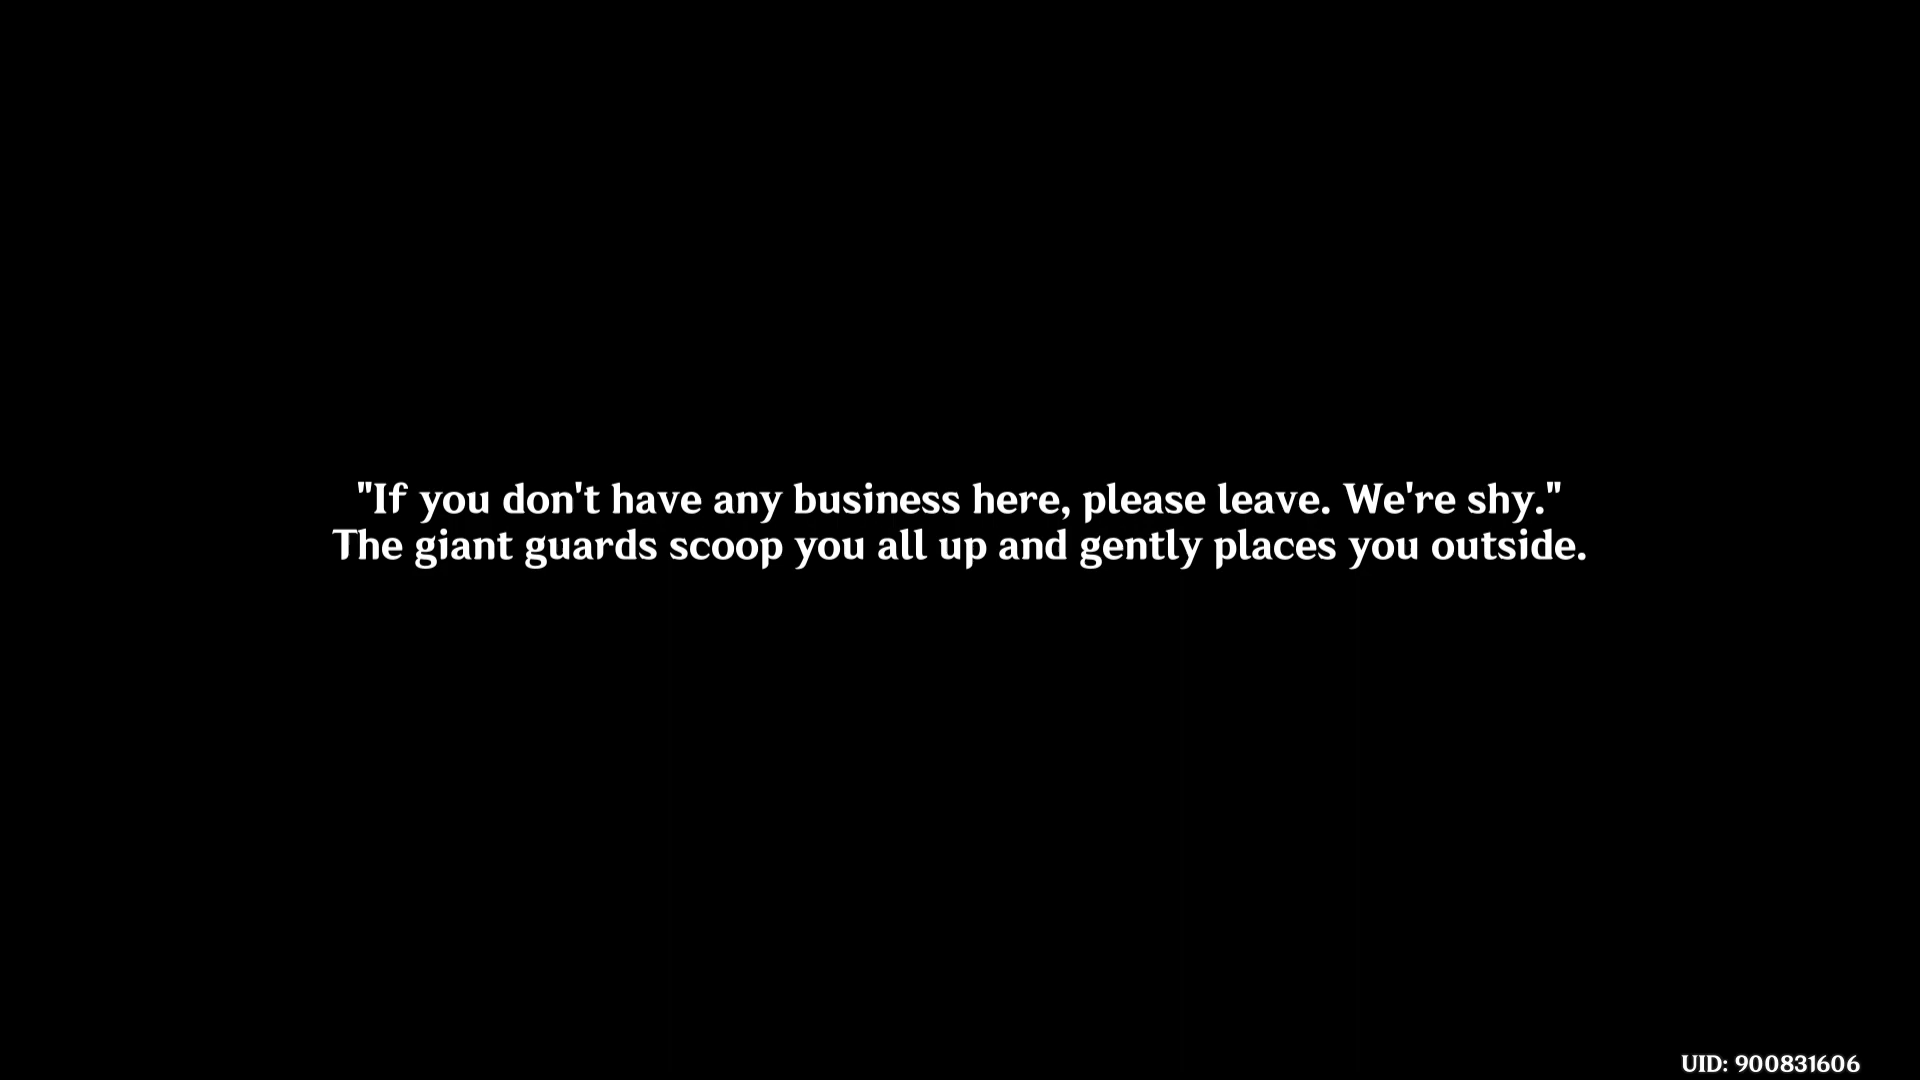 "If you don't have any business here, please leave. We're shy."
The giant guards scoop you all up and gently places you outside.
UID: 900831606